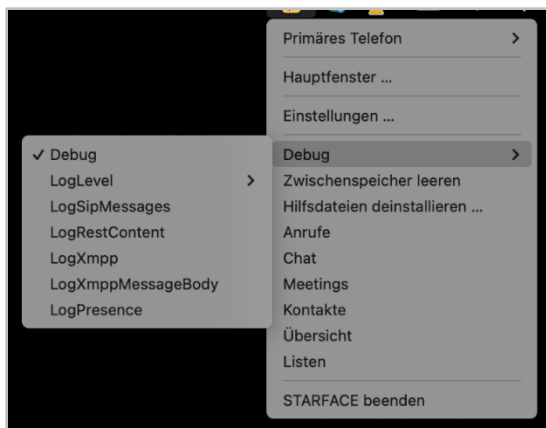 Primäres Telefon
Hauptfenster ...
Einstellungen ...
Debug
Zwischenspeicher leeren
Hilfsdateien deinstallieren ...
Anrufe
Chat
Meetings
Kontakte
Übersicht
Listen
STARFACE beenden
Debug
LogLevel
LogSipMessages
LogRestContent
LogXmpp
LogXmppMessageBody
LogPresence